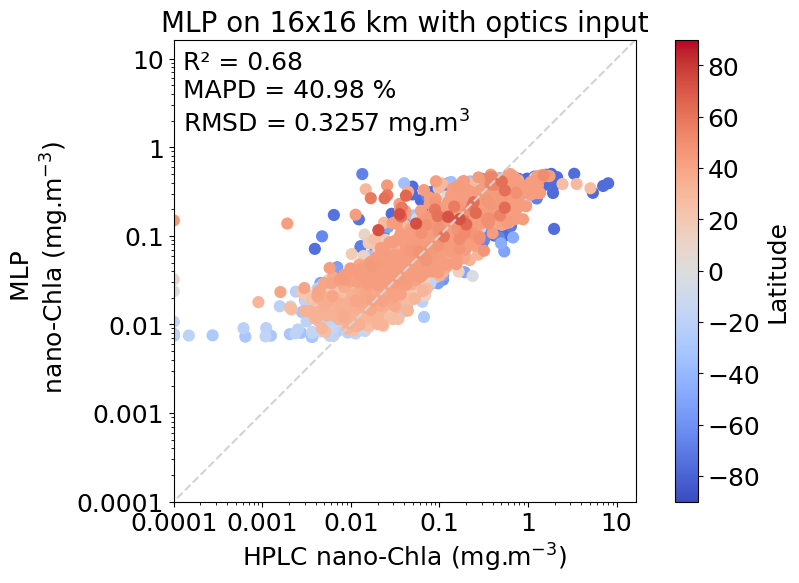 MLP on 16x16 km with optics input
R² = 0.68
MAPD = 40.98 %
RMSD = 0.3257 mg.m³
10
1
0.1
0.01
0.001
0.0001
MLP
nano-Chla (mg.m⁻³)
0.0001 0.001 0.01 0.1 1 10
HPLC nano-Chla (mg.m⁻³)
80
60
40
20
0
−20
−40
−60
−80
Latitude